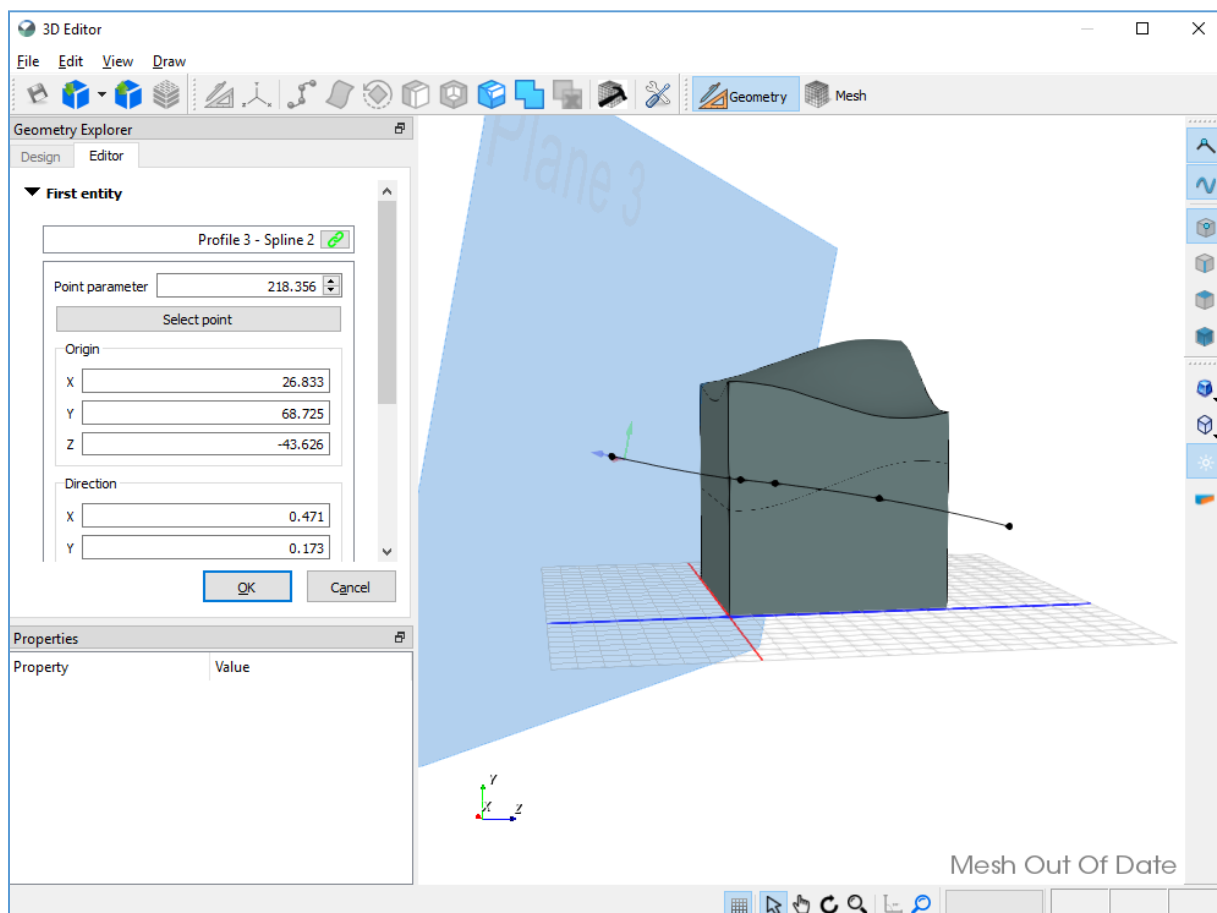 3D Editor
File Edit View Draw
Geometry Mesh
Geometry Explorer
Design Editor
First entity
Profile 3 - Spline 2
Point parameter 218.356
Select point
Origin
X 26.833
Y 68.725
Z -43.626
Direction
X 0.471
Y 0.173
OK Cancel
Properties
Property Value
Plane 3
Y
X Z
Mesh Out Of Date